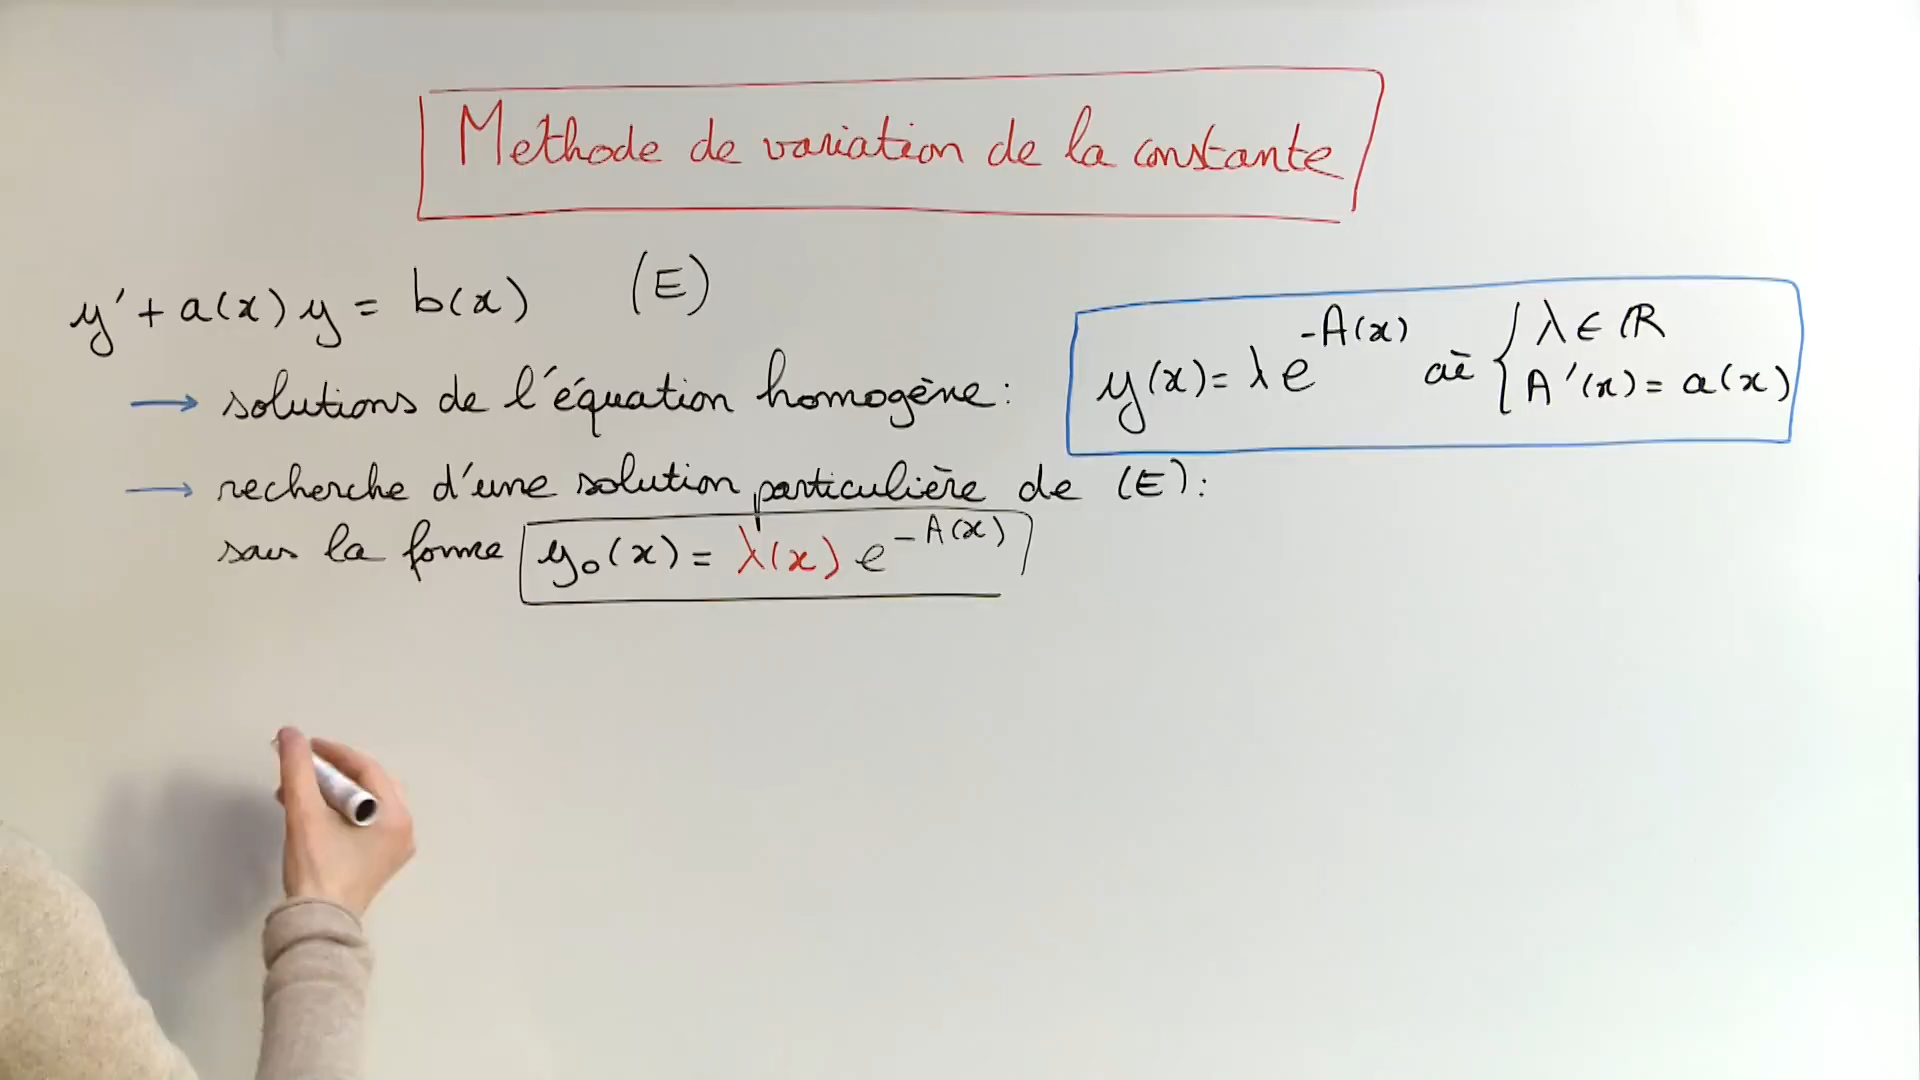 Methode de variation de la constante
y' + a(x) y = b(x) (E)
→ solutions de l'équation homogène : y(x) = λ e^{-A(x)} où { λ ∈ ℝ
A'(x) = a(x)
→ recherche d'une solution particulière de (E) :
sous la forme y₀(x) = λ(x) e^{-A(x)}